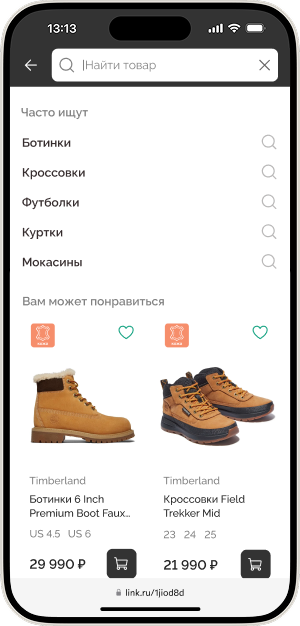 13:13
Найти товар
Часто ищут
Ботинки
Кроссовки
Футболки
Куртки
Мокасины
Вам может понравиться
Timberland
Ботинки 6 Inch
Premium Boot Faux...
US 4.5 US 6
29 990 ₽
Timberland
Кроссовки Field
Trekker Mid
23 24 25
21 990 ₽
link.ru/1jiod8d